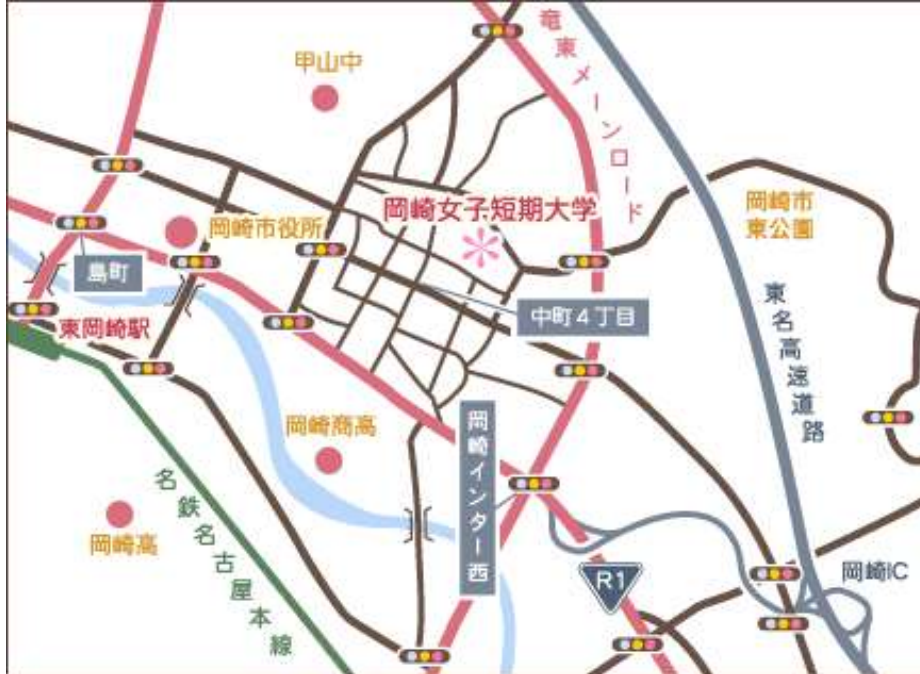 竜東メーンロード
甲山中
岡崎女子短期大学
岡崎市
東公園
岡崎市役所
島町
中町4丁目
東岡崎駅
東名高速道路
岡崎商高
岡崎インター西
名鉄名古屋本線
岡崎高
R1
岡崎IC